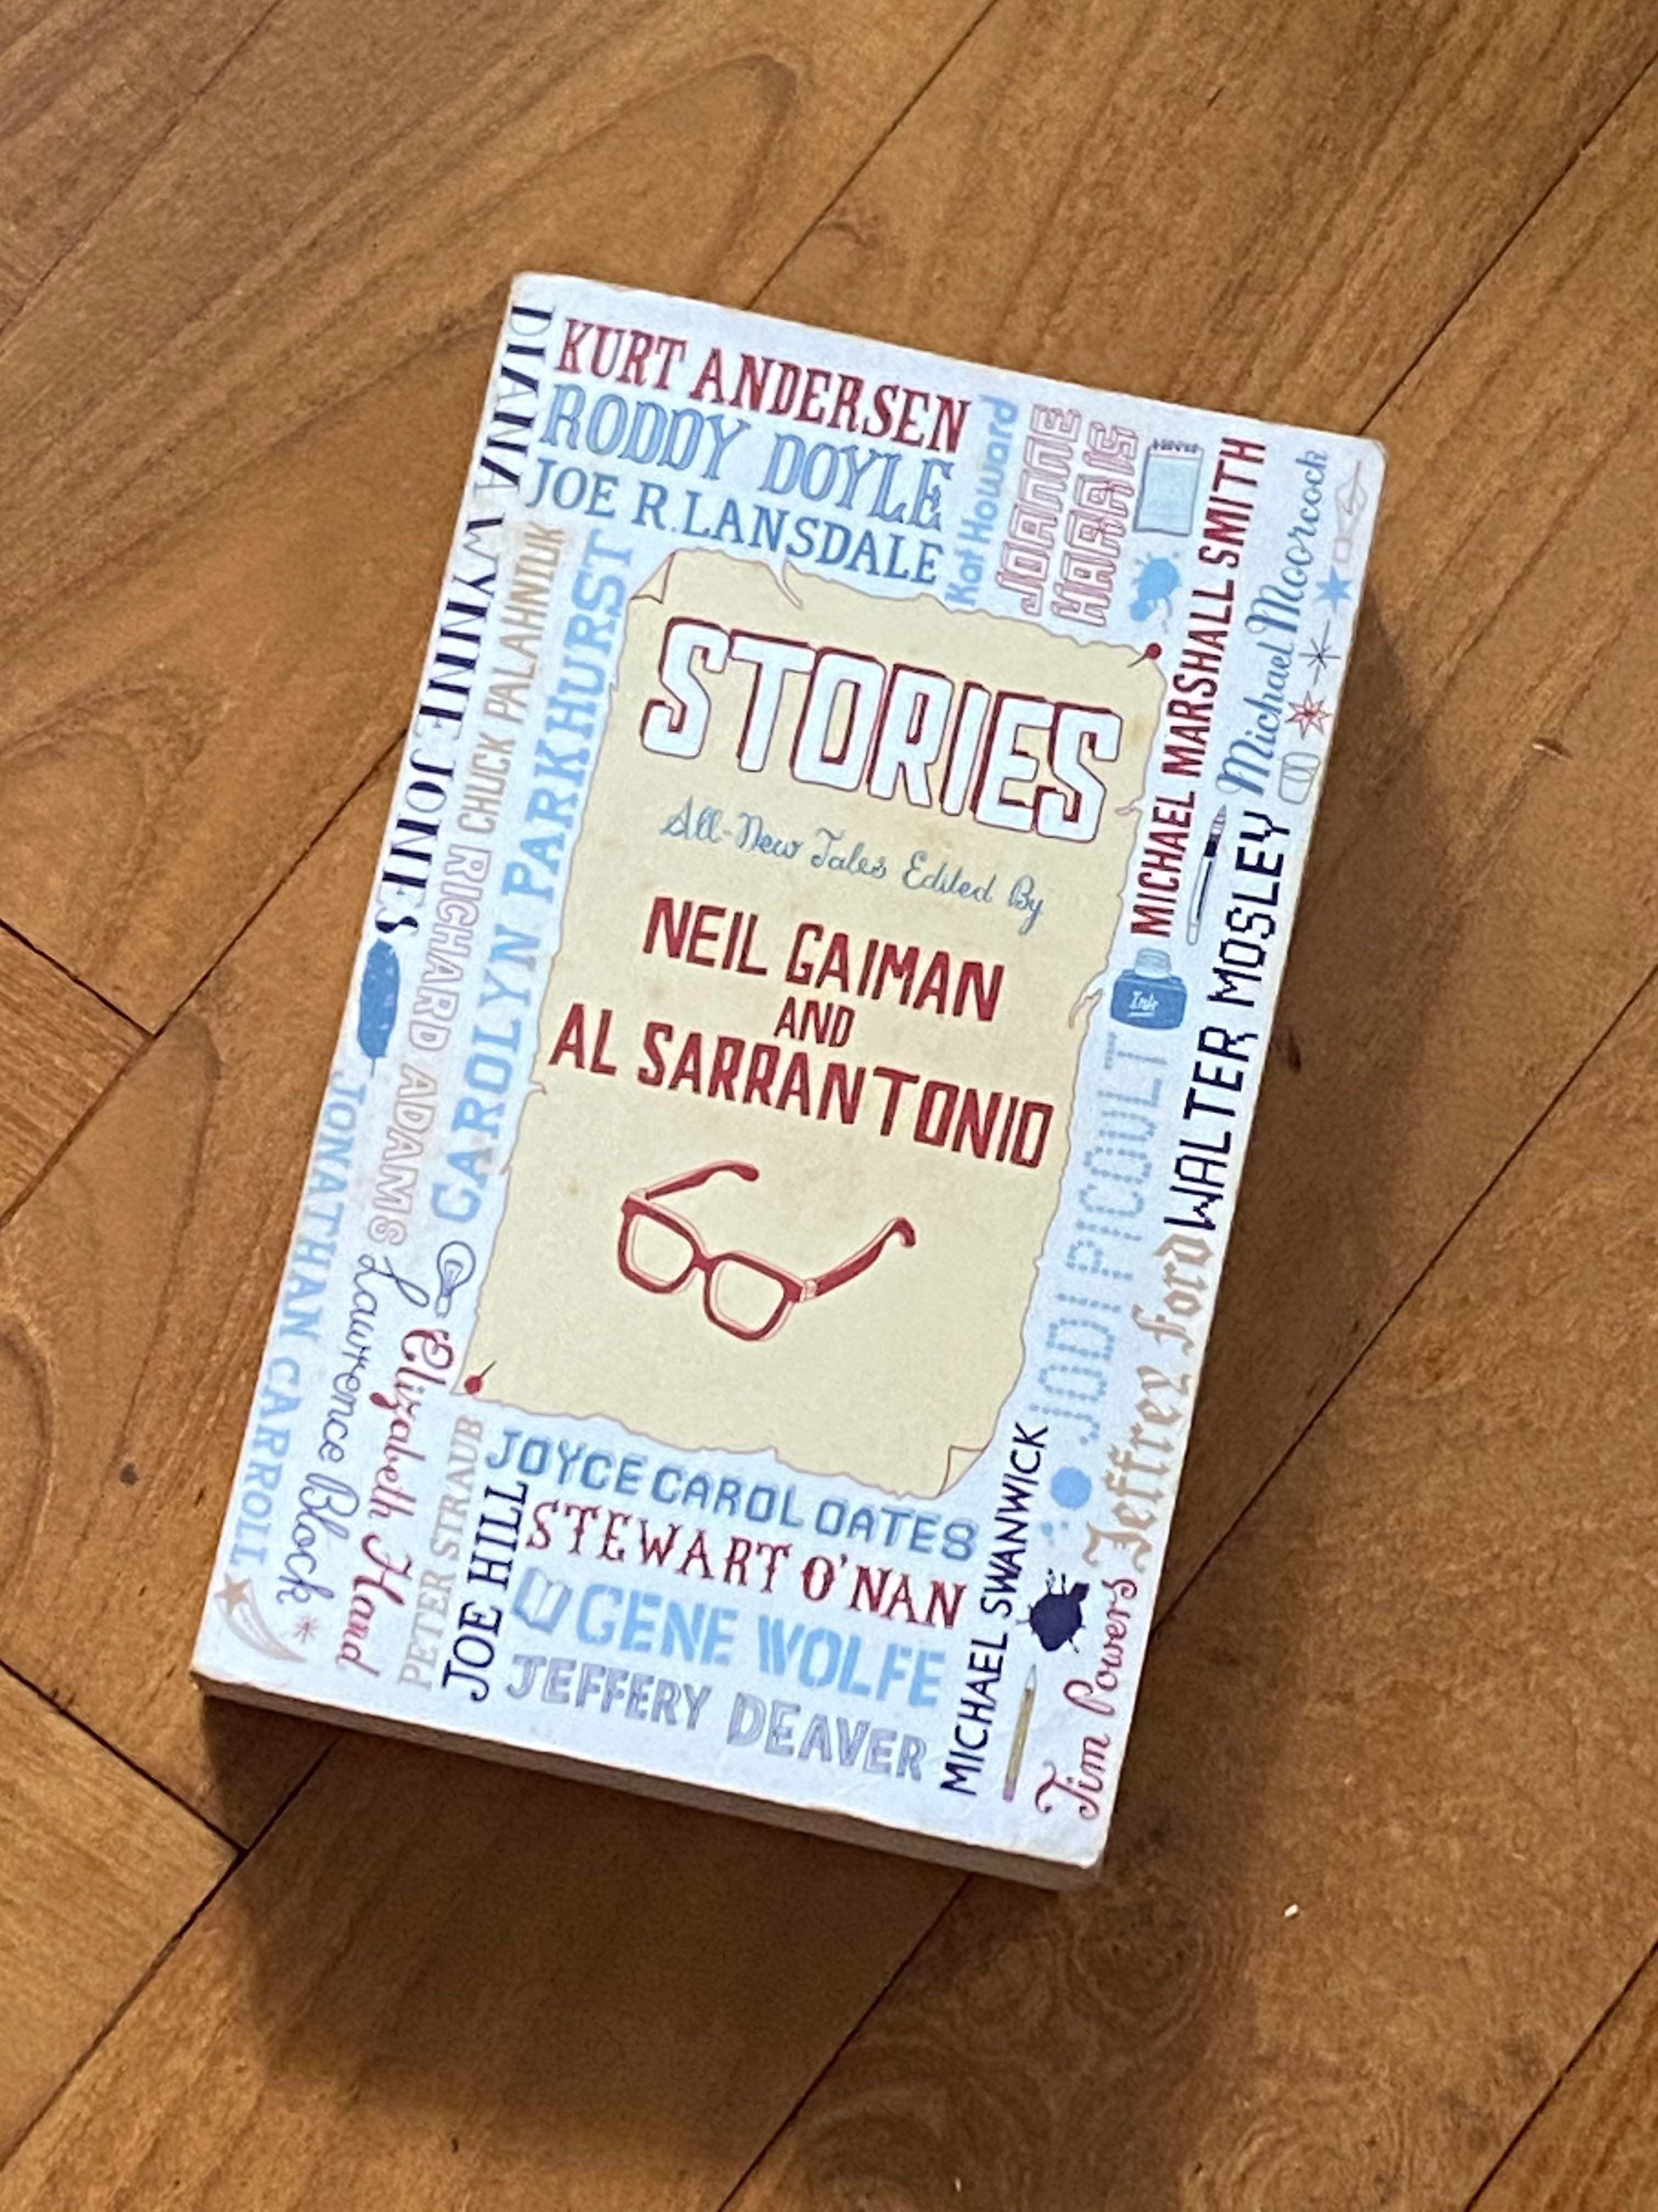 KURT ANDERSEN
RODDY DOYLE
JOE R. LANSDALE
Kat Howard
JOANNE
HARRIS
MICHAEL MARSHALL SMITH
Michael Moorcock
DIANA WYNNE JONES
CHUCK PALAHNIUK
RICHARD ADAMS
CAROLYN PARKHURST
STORIES
All-New Tales Edited By
NEIL GAIMAN
AND
AL SARRANTONIO
Ink
WALTER MOSLEY
JODI PICOULT
Jeffrey Ford
JONATHAN CARROLL
Lawrence Block
Elizabeth Hand
PETER STRAUB
JOE HILL
JOYCE CAROL OATES
STEWART O'NAN
GENE WOLFE
JEFFERY DEAVER
MICHAEL SWANWICK
Tim Powers